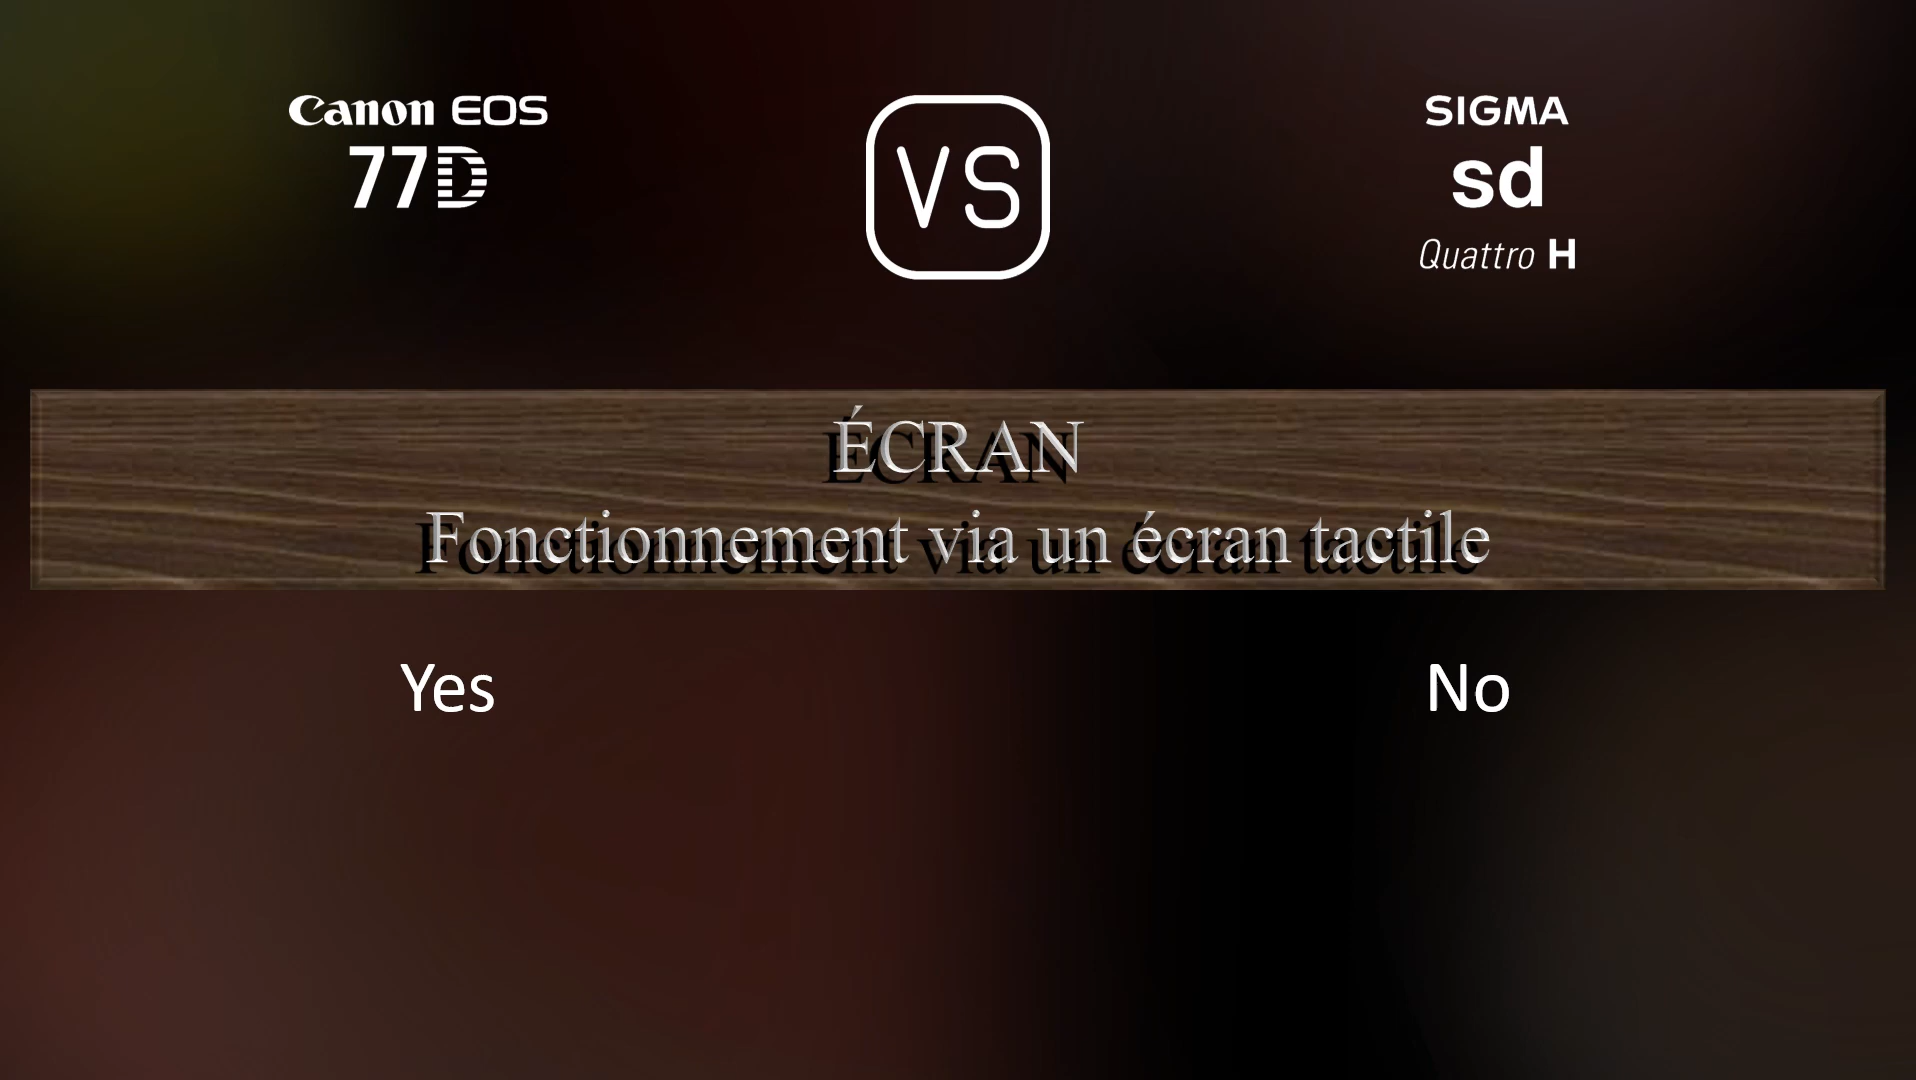 Canon EOS
77D
VS
SIGMA
sd
Quattro H
ÉCRAN
Fonctionnement via un écran tactile
Yes
No